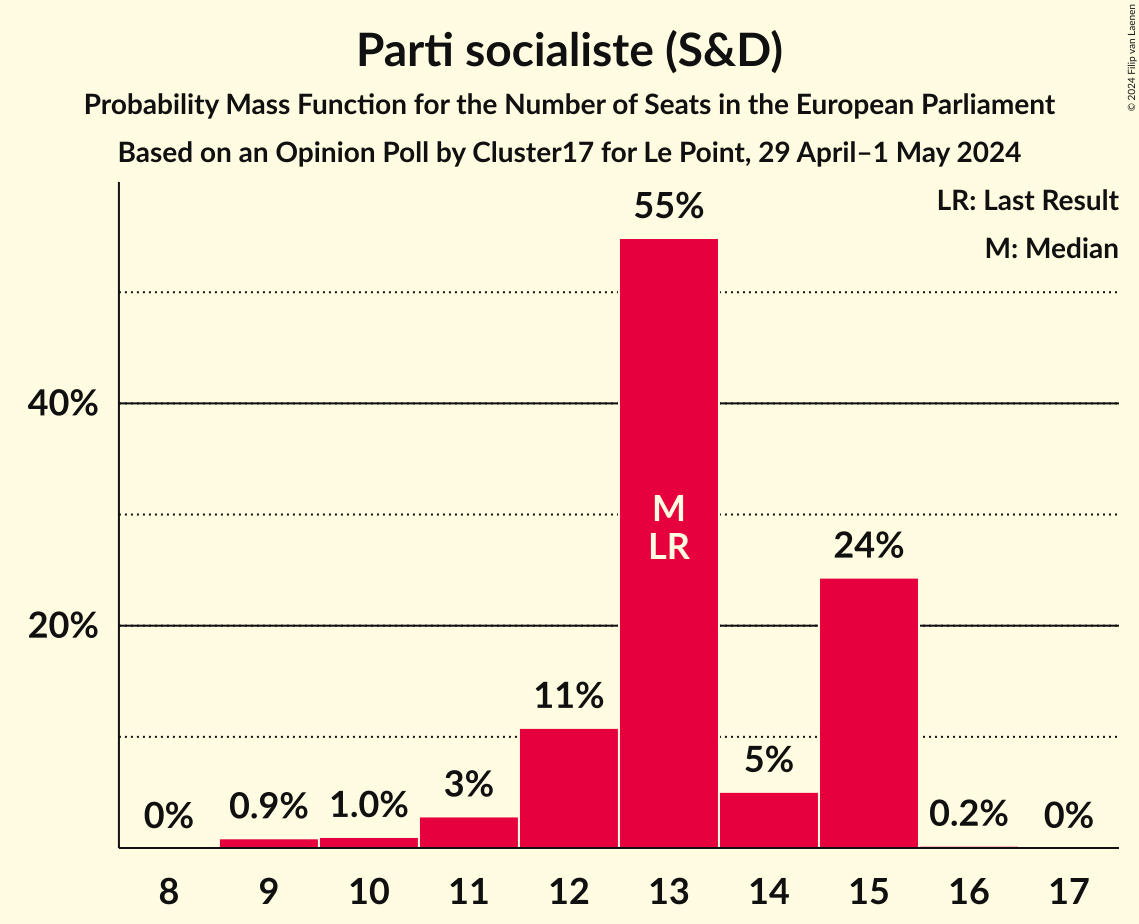 Parti socialiste (S&D)
Probability Mass Function for the Number of Seats in the European Parliament
Based on an Opinion Poll by Cluster17 for Le Point, 29 April–1 May 2024
© 2024 Filip van Laenen
LR: Last Result
M: Median
55%
40%
M
LR
24%
20%
11%
5%
3%
0%
0.9%
1.0%
0.2%
0%
8 9 10 11 12 13 14 15 16 17